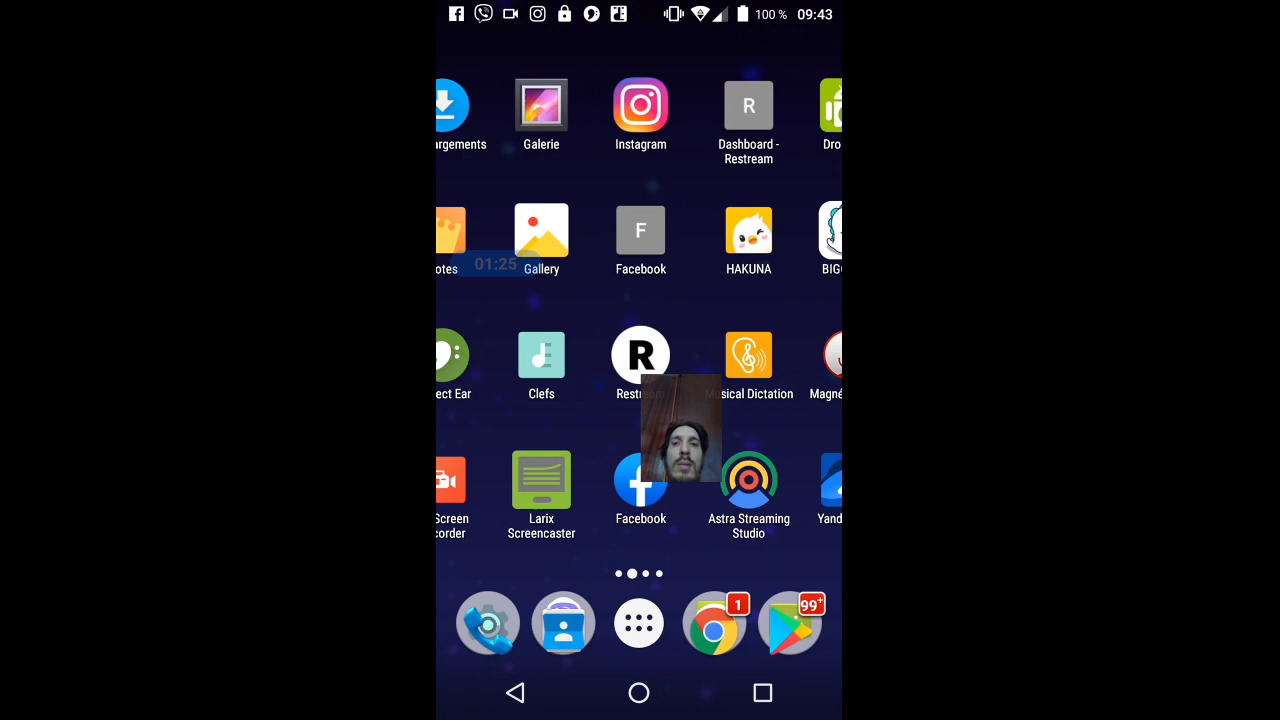 100 % 09:43
argements
Galerie
Instagram
R
Dashboard -
Restream
Dro
otes
01:25
Gallery
F
Facebook
HAKUNA
BIG
ect Ear
Clefs
R
Restream
Musical Dictation
Magné
Screen
corder
Larix
Screencaster
Facebook
Astra Streaming
Studio
Yand
1
99+